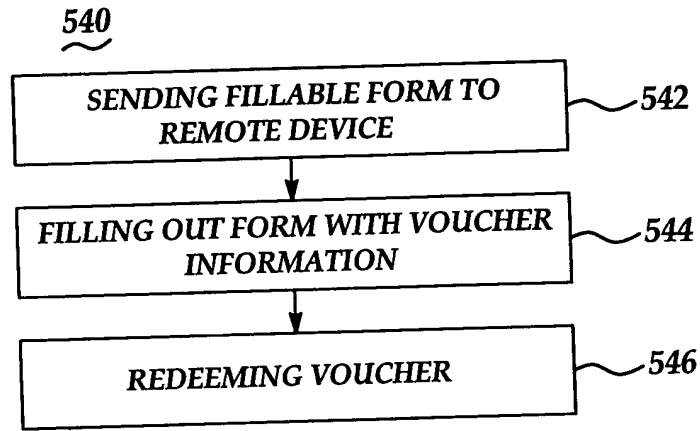 540
SENDING FILLABLE FORM TO
REMOTE DEVICE
542
FILLING OUT FORM WITH VOUCHER
INFORMATION
544
REDEEMING VOUCHER
546